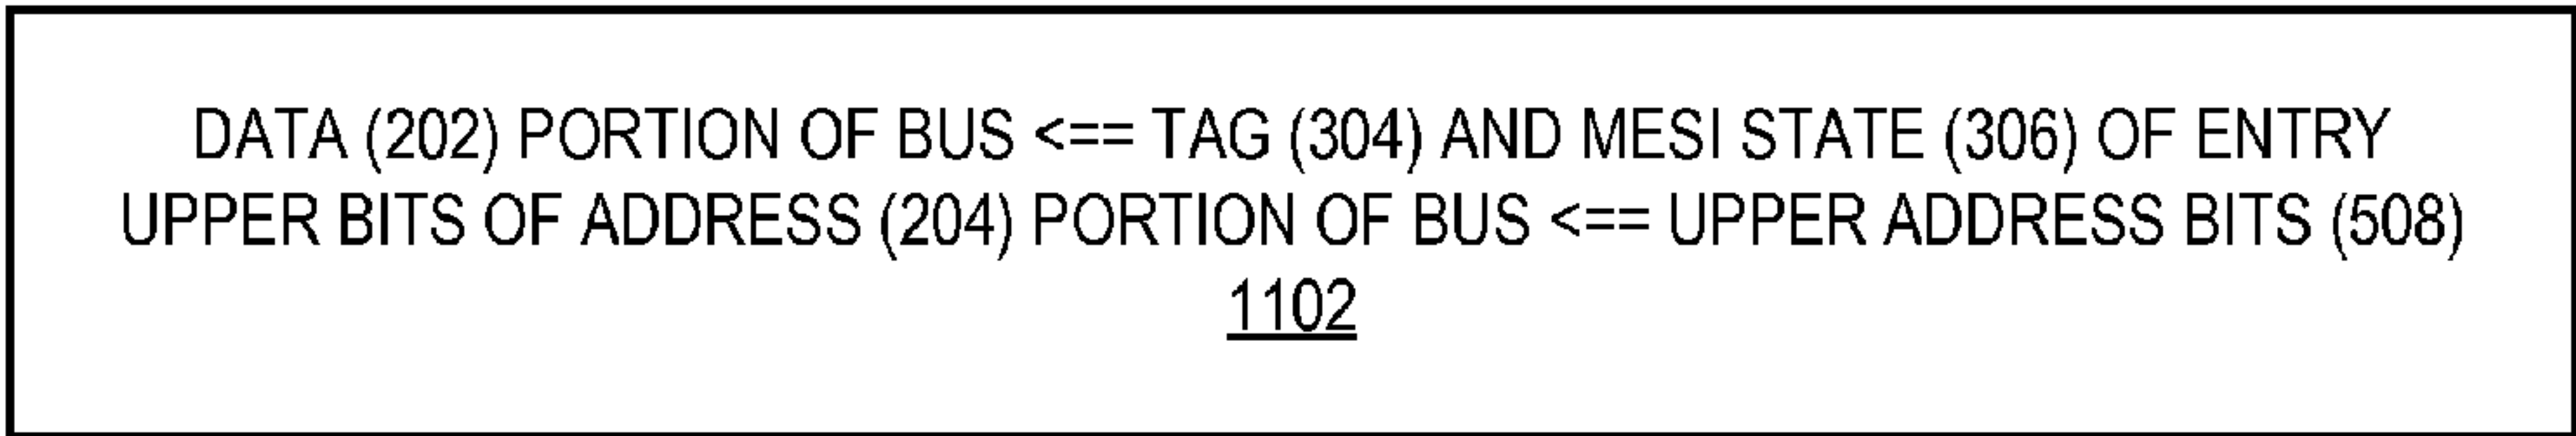 DATA (202) PORTION OF BUS <== TAG (304) AND MESI STATE (306) OF ENTRY
UPPER BITS OF ADDRESS (204) PORTION OF BUS <== UPPER ADDRESS BITS (508)
1102